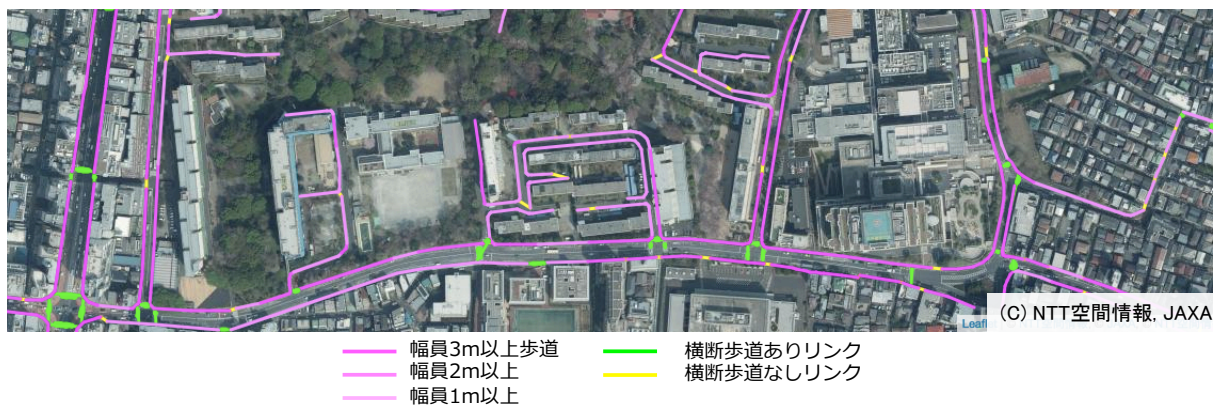 (C) NTT空間情報, JAXA
Leafl
幅員3m以上歩道
幅員2m以上
幅員1m以上
横断歩道ありリンク
横断歩道なしリンク